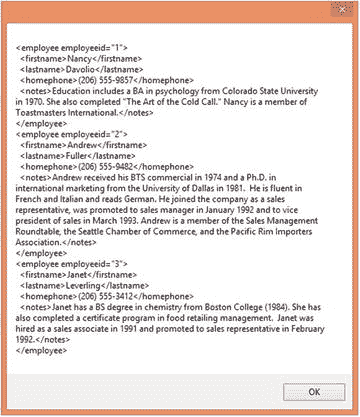 <employee employeeid="1">
<firstname>Nancy</firstname>
<lastname>Davolio</lastname>
<homephone>(206) 555-9857</homephone>
<notes>Education includes a BA in psychology from Colorado State University
in 1970. She also completed "The Art of the Cold Call." Nancy is a member of
Toastmasters International.</notes>
</employee>
<employee employeeid="2">
<firstname>Andrew</firstname>
<lastname>Fuller</lastname>
<homephone>(206) 555-9482</homephone>
<notes>Andrew received his BTS commercial in 1974 and a Ph.D. in
international marketing from the University of Dallas in 1981. He is fluent in
French and Italian and reads German. He joined the company as a sales
representative, was promoted to sales manager in January 1992 and to vice
president of sales in March 1993. Andrew is a member of the Sales Management
Roundtable, the Seattle Chamber of Commerce, and the Pacific Rim Importers
Association.</notes>
</employee>
<employee employeeid="3">
<firstname>Janet</firstname>
<lastname>Leverling</lastname>
<homephone>(206) 555-3412</homephone>
<notes>Janet has a BS degree in chemistry from Boston College (1984). She has
also completed a certificate program in food retailing management. Janet was
hired as a sales associate in 1991 and promoted to sales representative in February
1992.</notes>
</employee>
OK